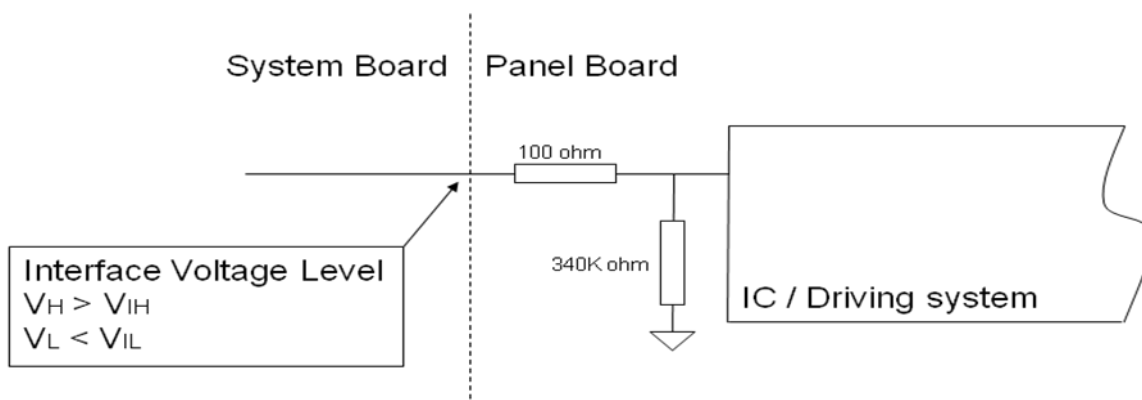 System Board
Panel Board
100 ohm
340K ohm
Interface Voltage Level
VH > VIH
VL < VIL
IC / Driving system